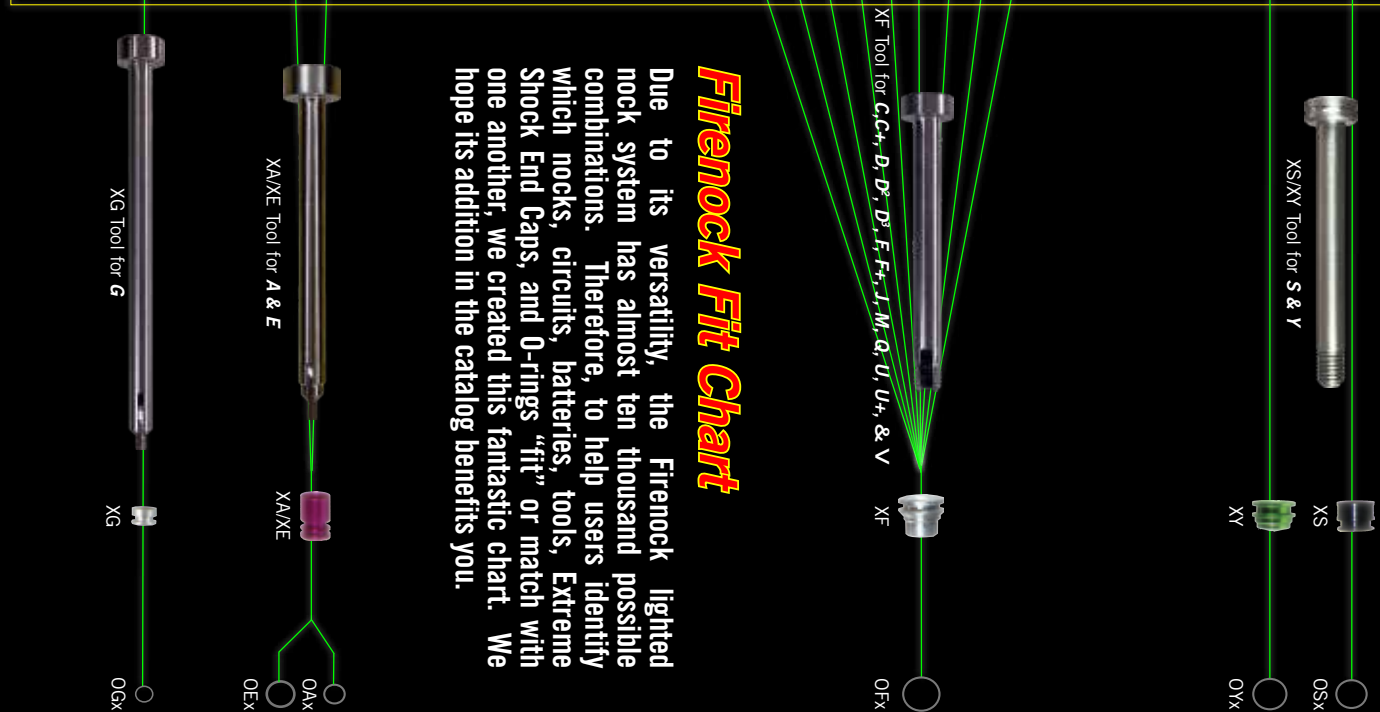 XS/XY Tool for S & Y
XS
OSx
XY
OYx
XF Tool for C,C+, D, D², D³, F, F+, J, M, Q, U, U+, & V
XF
OFx
Firenock Fit Chart
Due to its versatility, the Firenock lighted
nock system has almost ten thousand possible
combinations. Therefore, to help users identify
which nocks, circuits, batteries, tools, Extreme
Shock End Caps, and O-rings “fit” or match with
one another, we created this fantastic chart. We
hope its addition in the catalog benefits you.
XA/XE Tool for A & E
XA/XE
OAx
OEx
XG Tool for G
XG
OGx